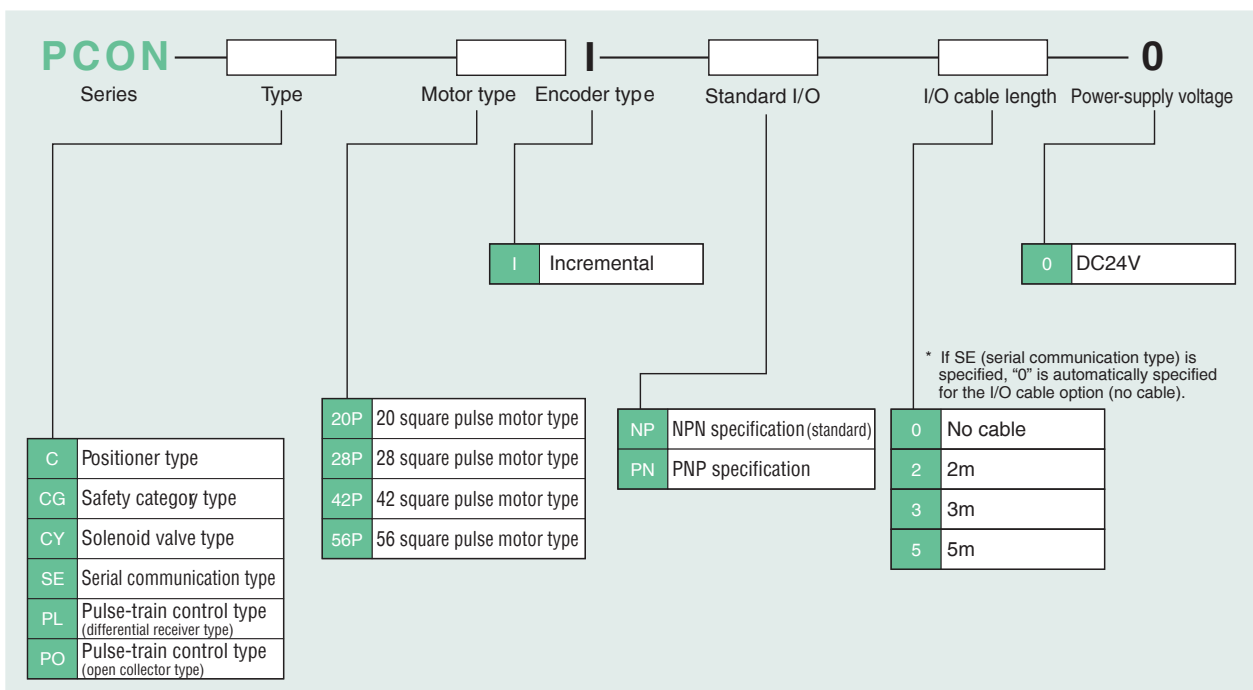 PCON I 0
Series Type Motor type Encoder type Standard I/O I/O cable length Power-supply voltage
I Incremental
0 DC24V
* If SE (serial communication type) is
specified, “0” is automatically specified
for the I/O cable option (no cable).
C Positioner type
CG Safety category type
CY Solenoid valve type
SE Serial communication type
PL Pulse-train control type
(differential receiver type)
PO Pulse-train control type
(open collector type)
20P 20 square pulse motor type
28P 28 square pulse motor type
42P 42 square pulse motor type
56P 56 square pulse motor type
NP NPN specification (standard)
PN PNP specification
0 No cable
2 2m
3 3m
5 5m